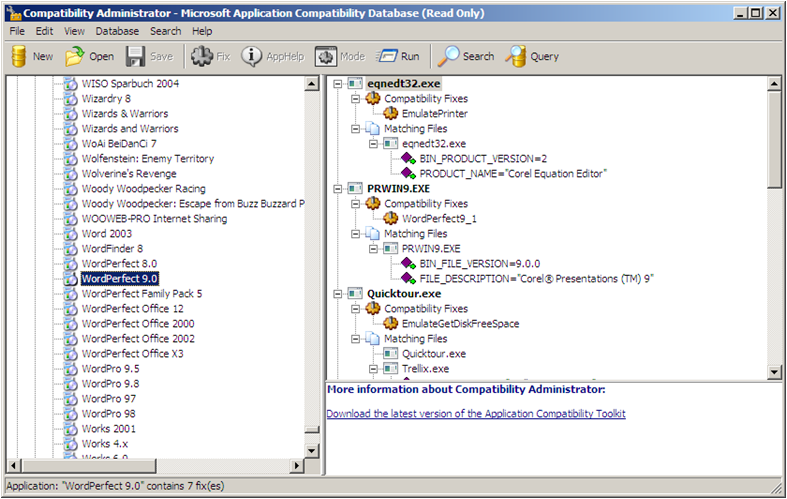 Compatibility Administrator - Microsoft Application Compatibility Database (Read Only)
File Edit View Database Search Help
New Open Save Fix AppHelp Mode Run Search Query
WISO Sparbuch 2004
Wizardry 8
Wizards & Warriors
Wizards and Warriors
WoAi BeiDanCi 7
Wolfenstein: Enemy Territory
Wolverine's Revenge
Woody Woodpecker Racing
Woody Woodpecker: Escape from Buzz Buzzard P
WOOWEB-PRO Internet Sharing
Word 2003
WordFinder 8
WordPerfect 8.0
WordPerfect 9.0
WordPerfect Family Pack 5
WordPerfect Office 12
WordPerfect Office 2000
WordPerfect Office 2002
WordPerfect Office X3
WordPro 9.5
WordPro 9.8
WordPro 97
WordPro 98
Works 2001
Works 4.x
Works 6.0
eqnedt32.exe
Compatibility Fixes
EmulatePrinter
Matching Files
eqnedt32.exe
BIN_PRODUCT_VERSION=2
PRODUCT_NAME="Corel Equation Editor"
PRWIN9.EXE
Compatibility Fixes
WordPerfect9_1
Matching Files
PRWIN9.EXE
BIN_FILE_VERSION=9.0.0
FILE_DESCRIPTION="Corel® Presentations (TM) 9"
Quicktour.exe
Compatibility Fixes
EmulateGetDiskFreeSpace
Matching Files
Quicktour.exe
Trellix.exe
More information about Compatibility Administrator:
Download the latest version of the Application Compatibility Toolkit
Application: "WordPerfect 9.0" contains 7 fix(es)